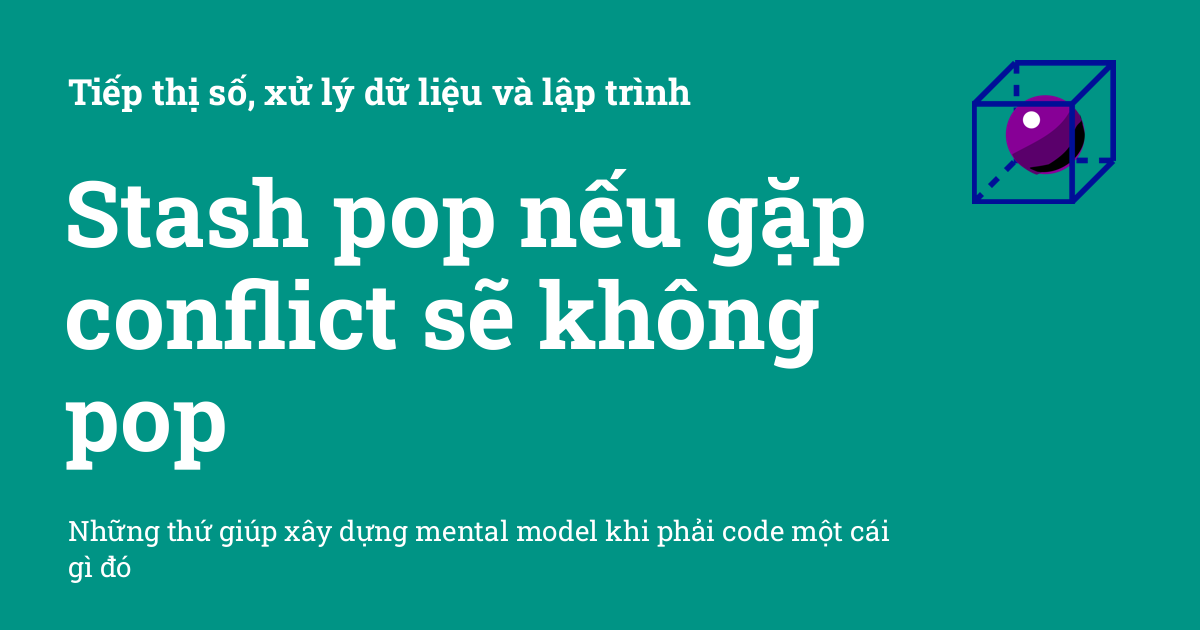 Tiếp thị số, xử lý dữ liệu và lập trình
Stash pop nếu gặp
conflict sẽ không
pop
Những thứ giúp xây dựng mental model khi phải code một cái
gì đó